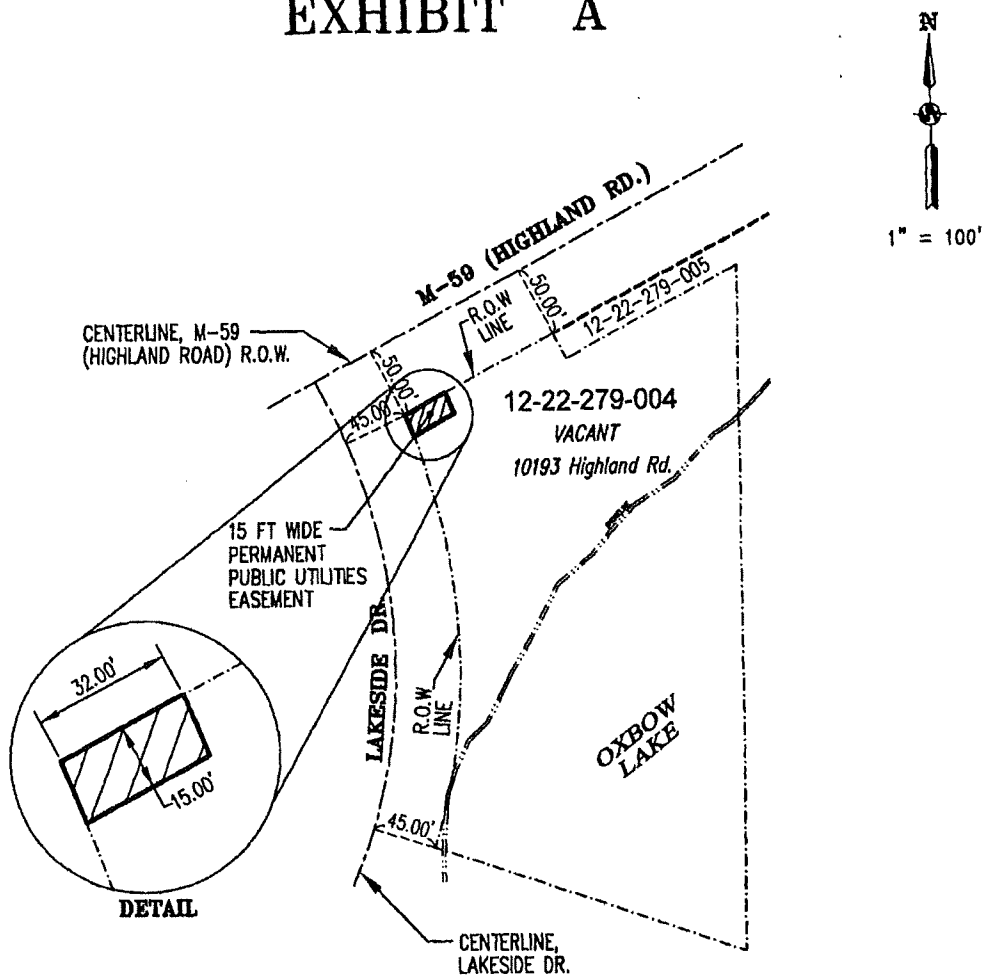 EXHIBIT A
N
1" = 100'
M-59 (HIGHLAND RD.)
CENTERLINE, M-59
(HIGHLAND ROAD) R.O.W.
50.00'
R.O.W
LINE
50.00'
12-22-279-005
45.00'
12-22-279-004
VACANT
10193 Highland Rd.
15 FT WIDE
PERMANENT
PUBLIC UTILITIES
EASEMENT
LAKESIDE DR.
R.O.W.
LINE
32.00'
15.00'
DETAIL
OXBOW
LAKE
45.00'
CENTERLINE,
LAKESIDE DR.